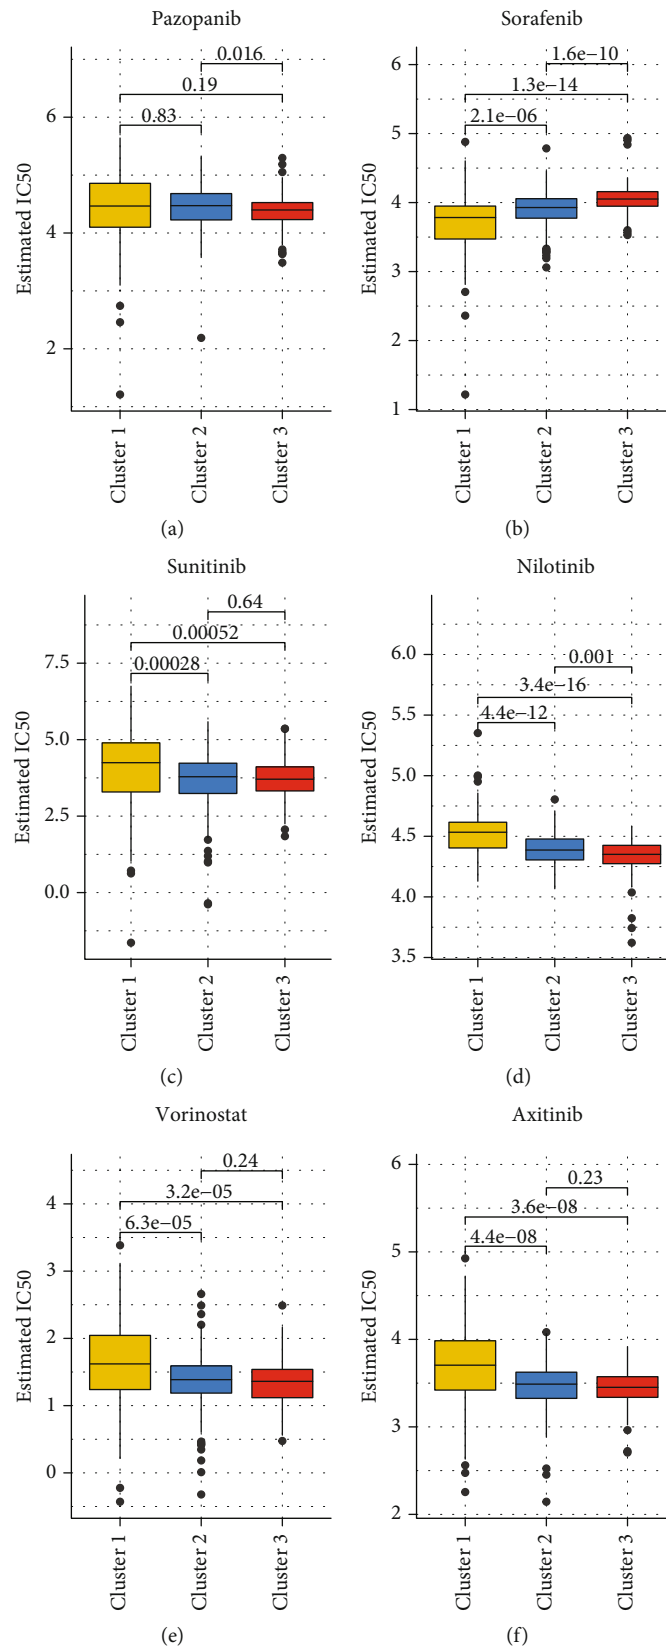 Pazopanib
Estimated IC50
6
4
2
0.016
0.19
0.83
Cluster 1
Cluster 2
Cluster 3
(a)
Sorafenib
Estimated IC50
6
5
4
3
2
1
1.6e−10
1.3e−14
2.1e−06
Cluster 1
Cluster 2
Cluster 3
(b)
Sunitinib
Estimated IC50
7.5
5.0
2.5
0.0
0.64
0.00052
0.00028
Cluster 1
Cluster 2
Cluster 3
(c)
Nilotinib
Estimated IC50
6.0
5.5
5.0
4.5
4.0
3.5
0.001
3.4e−16
4.4e−12
Cluster 1
Cluster 2
Cluster 3
(d)
Vorinostat
Estimated IC50
4
3
2
1
0
0.24
3.2e−05
6.3e−05
Cluster 1
Cluster 2
Cluster 3
(e)
Axitinib
Estimated IC50
6
5
4
3
2
0.23
3.6e−08
4.4e−08
Cluster 1
Cluster 2
Cluster 3
(f)